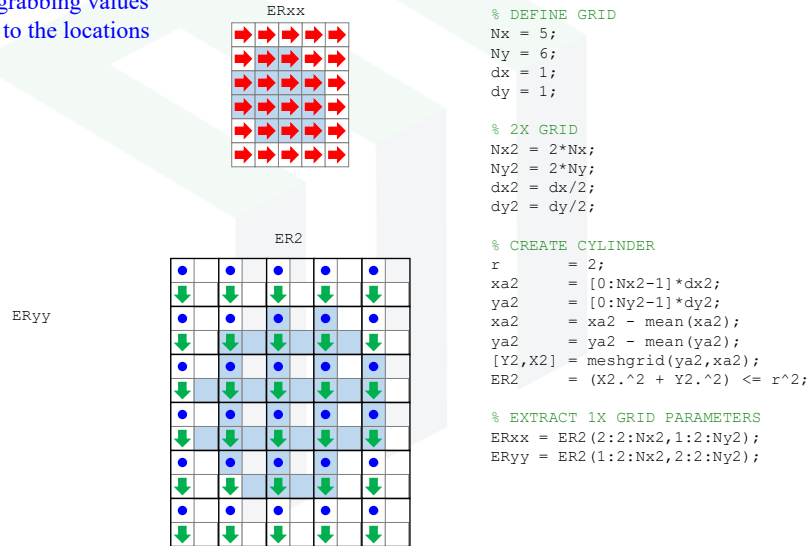 grabbing values
to the locations
ERxx
ER2
ERyy
% DEFINE GRID
Nx = 5;
Ny = 6;
dx = 1;
dy = 1;
% 2X GRID
Nx2 = 2*Nx;
Ny2 = 2*Ny;
dx2 = dx/2;
dy2 = dy/2;
% CREATE CYLINDER
r = 2;
xa2 = [0:Nx2-1]*dx2;
ya2 = [0:Ny2-1]*dy2;
xa2 = xa2 - mean(xa2);
ya2 = ya2 - mean(ya2);
[Y2,X2] = meshgrid(ya2,xa2);
ER2 = (X2.^2 + Y2.^2) <= r^2;
% EXTRACT 1X GRID PARAMETERS
ERxx = ER2(2:2:Nx2,1:2:Ny2);
ERyy = ER2(1:2:Nx2,2:2:Ny2);